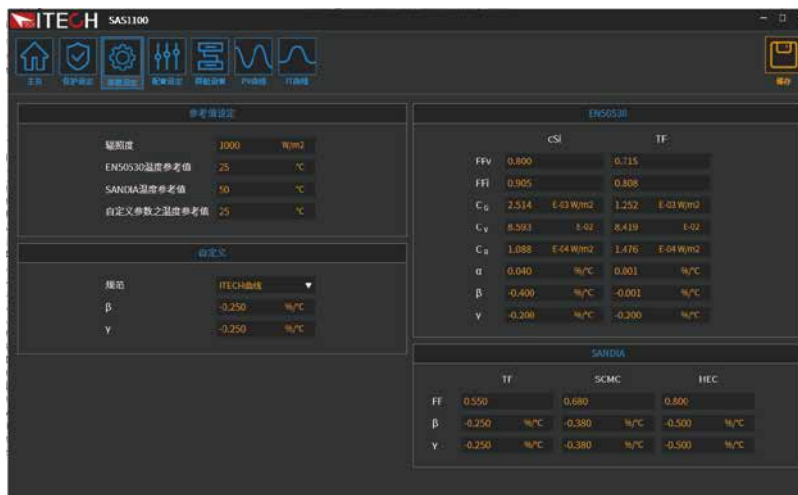 ITECH SAS1100
主页 保护设定 参数设定 配置设定 群组设置 PV曲线 IT曲线 储存
参考值设定
辐照度 1000 W/m2
EN50530温度参考值 25 °C
SANDIA温度参考值 50 °C
自定义参数之温度参考值 25 °C
自定义
规范 ITECH曲线
β -0.250 %/°C
γ -0.250 %/°C
EN50530
cSi TF
FFv 0.800 0.715
FFi 0.905 0.808
C G 2.514 E-03 W/m2 1.252 E-03 W/m2
C V 8.593 E-02 8.419 E-02
C R 1.088 E-04 W/m2 1.476 E-04 W/m2
α 0.040 %/°C 0.001 %/°C
β -0.400 %/°C -0.001 %/°C
γ -0.200 %/°C -0.200 %/°C
SANDIA
TF SCMC HEC
FF 0.550 0.680 0.800
β -0.250 %/°C -0.380 %/°C -0.500 %/°C
γ -0.250 %/°C -0.380 %/°C -0.500 %/°C